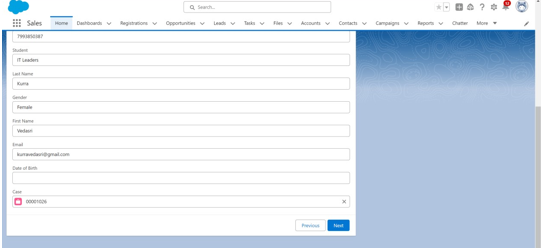 Search...
43
Sales
Home Dashboards Registrations Opportunities Leads Tasks Files Accounts Contacts Campaigns Reports Chatter More
7993850387
Student
IT Leaders
Last Name
Kurra
Gender
Female
First Name
Vedasri
Email
kurravedasri@gmail.com
Date of Birth
Case
00001026
Previous Next